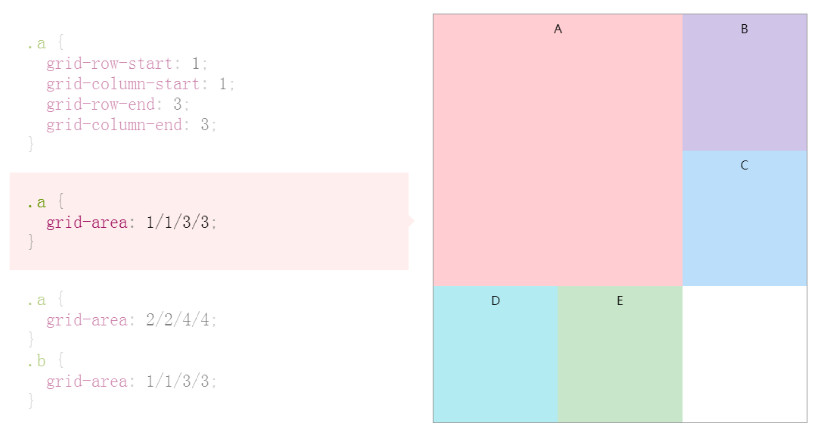 .a {
grid-row-start: 1;
grid-column-start: 1;
grid-row-end: 3;
grid-column-end: 3;
}
.a {
grid-area: 1/1/3/3;
}
.a {
grid-area: 2/2/4/4;
}
.b {
grid-area: 1/1/3/3;
}
A
B
C
D
E